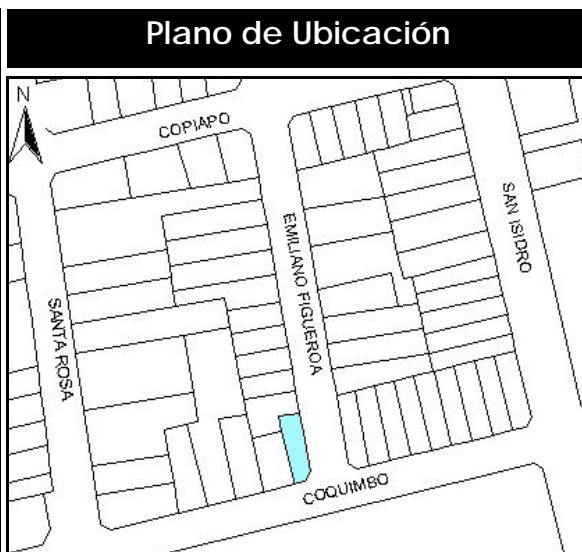 Plano de Ubicación
N
COPIAPO
EMILIANO FIGUEROA
SAN ISIDRO
SANTA ROSA
COQUIMBO